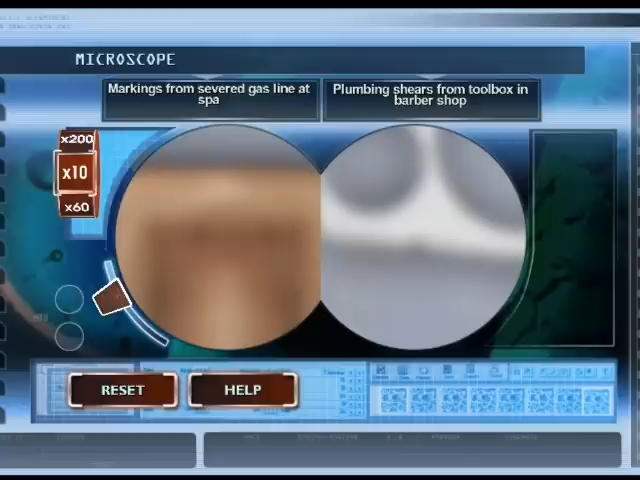 MICROSCOPE
Markings from severed gas line at
spa
Plumbing shears from toolbox in
barber shop
x200
x10
x60
RESET
HELP